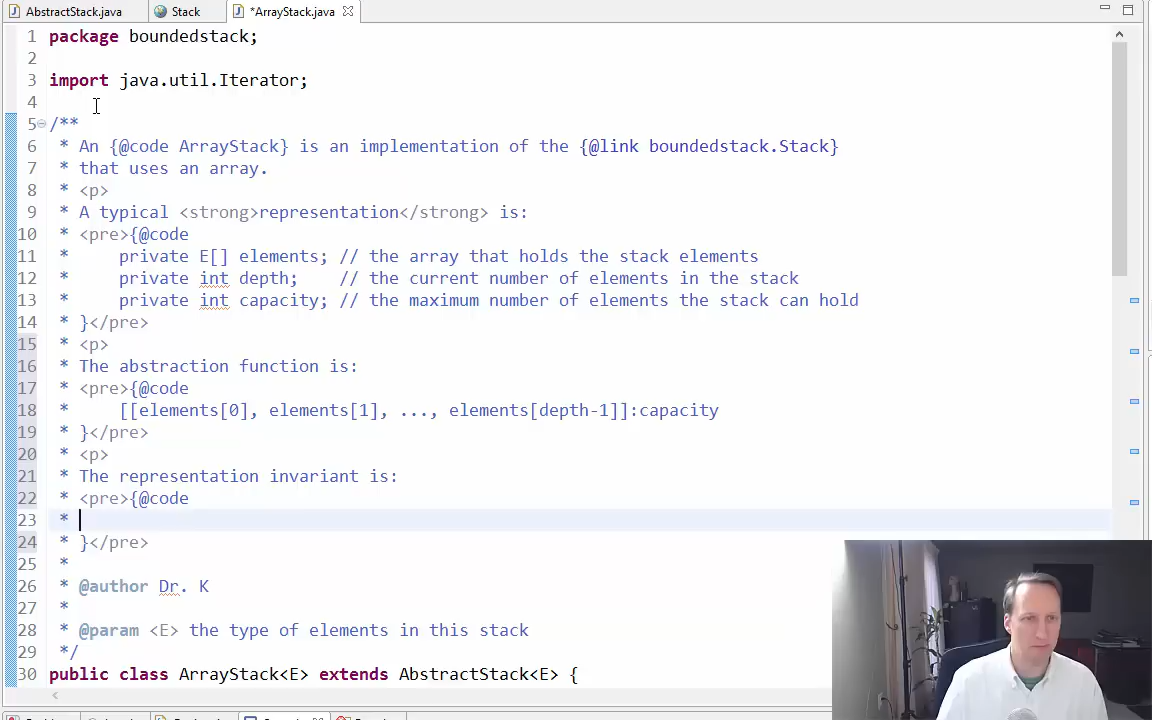 AbstractStack.java
Stack
*ArrayStack.java
1 package boundedstack;
2
3 import java.util.Iterator;
4
5 /**
6 * An {@code ArrayStack} is an implementation of the {@link boundedstack.Stack}
7 * that uses an array.
8 * <p>
9 * A typical <strong>representation</strong> is:
10 * <pre>{@code
11 *     private E[] elements; // the array that holds the stack elements
12 *     private int depth;    // the current number of elements in the stack
13 *     private int capacity; // the maximum number of elements the stack can hold
14 * }</pre>
15 * <p>
16 * The abstraction function is:
17 * <pre>{@code
18 *     [[elements[0], elements[1], ..., elements[depth-1]]:capacity
19 * }</pre>
20 * <p>
21 * The representation invariant is:
22 * <pre>{@code
23 *
24 * }</pre>
25 *
26 * @author Dr. K
27 *
28 * @param <E> the type of elements in this stack
29 */
30 public class ArrayStack<E> extends AbstractStack<E> {